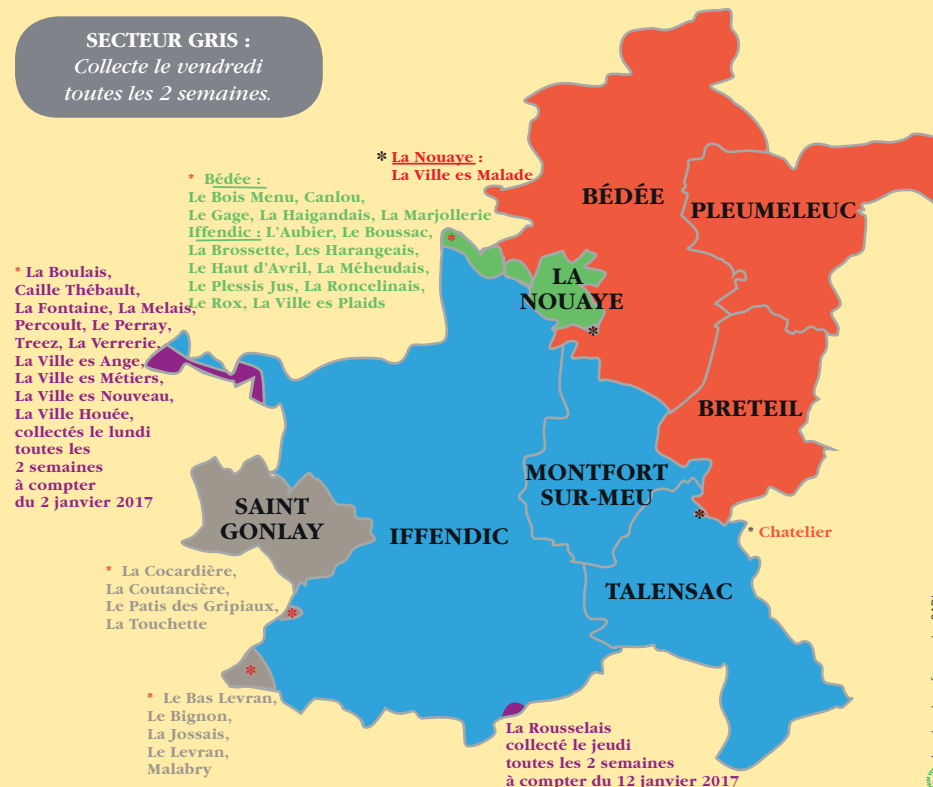 SECTEUR GRIS :
Collecte le vendredi
toutes les 2 semaines.
* La Nouaye :
La Ville es Malade
* Bédée :
Le Bois Menu, Canlou,
Le Gage, La Haigandais, La Marjollerie
Iffendic : L'Aubier, Le Boussac,
La Brossette, Les Harangeais,
Le Haut d'Avril, La Méheudais,
Le Plessis Jus, La Roncelinais,
Le Rox, La Ville es Plaids
* La Boulais,
Caille Thébault,
La Fontaine, La Melais,
Percoult, Le Perray,
Treez, La Verrerie,
La Ville es Ange,
La Ville es Métiers,
La Ville es Nouveau,
La Ville Houée,
collectés le lundi
toutes les
2 semaines
à compter
du 2 janvier 2017
BÉDÉE
PLEUMELEUC
*
LA
NOUAYE
*
BRETEIL
MONTFORT
SUR-MEU
*
* Chatelier
SAINT
GONLAY
IFFENDIC
TALENSAC
* La Cocardière,
La Coutancière,
Le Patis des Gripiaux,
La Touchette
*
*
* Le Bas Levran,
Le Bignon,
La Jossais,
Le Levran,
Malabry
La Rousselais
collecté le jeudi
toutes les 2 semaines
à compter du 12 janvier 2017